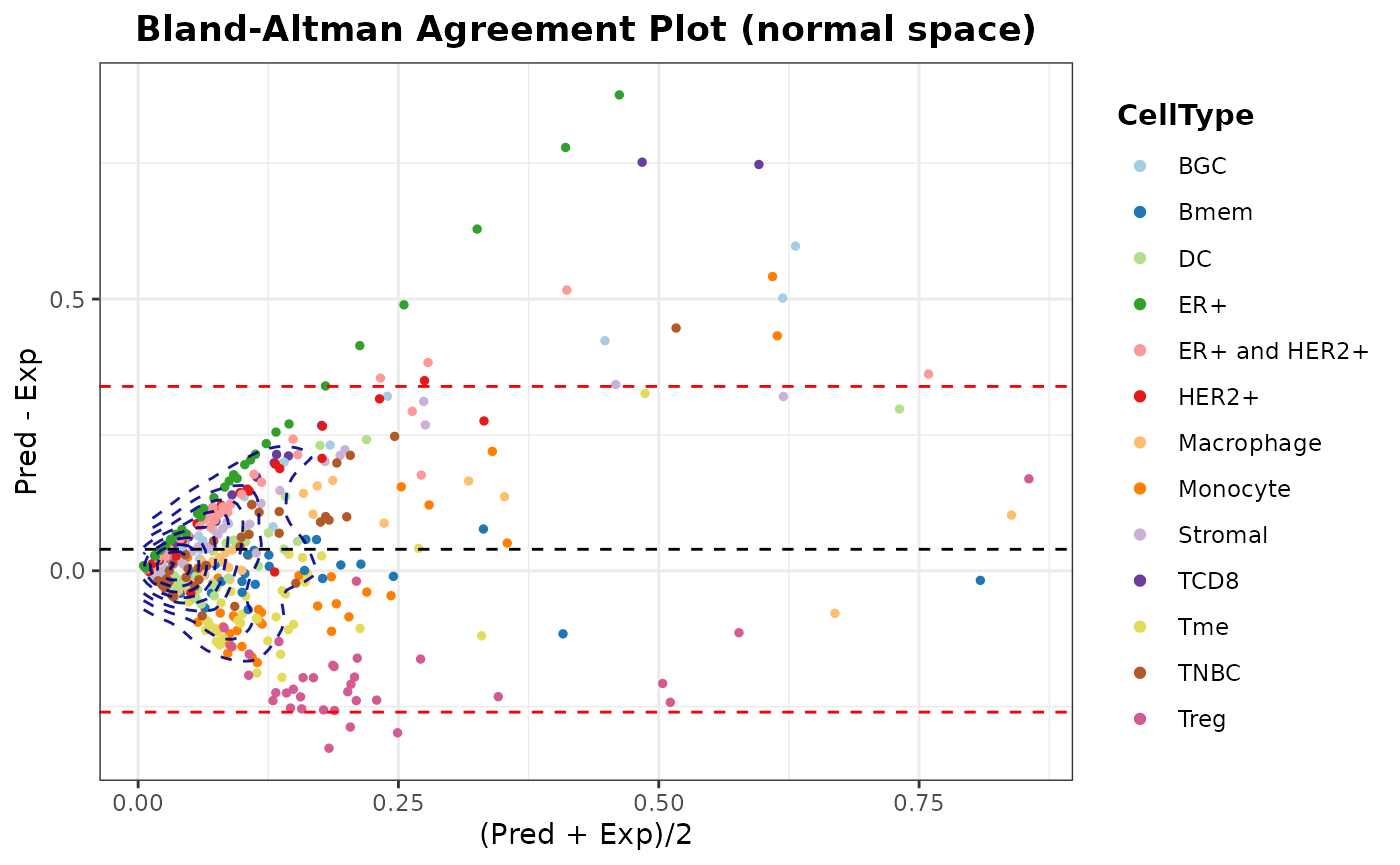 Bland-Altman Agreement Plot (normal space)
Pred - Exp
0.5
0.0
0.00 0.25 0.50 0.75
(Pred + Exp)/2
CellType
BGC
Bmem
DC
ER+
ER+ and HER2+
HER2+
Macrophage
Monocyte
Stromal
TCD8
Tme
TNBC
Treg